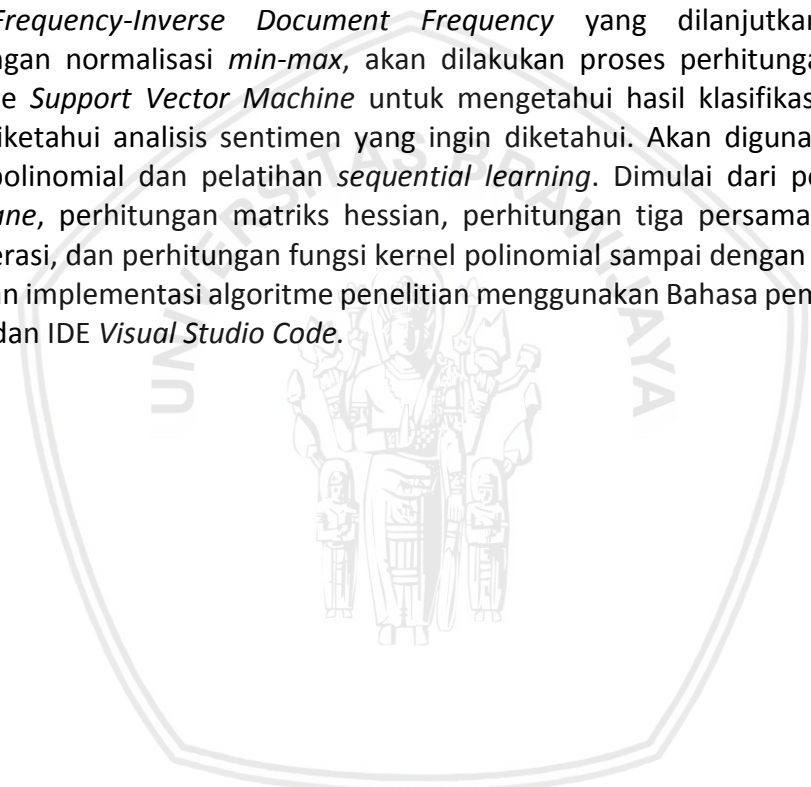 Frequency-Inverse Document Frequency yang dilanjutkan
ngan normalisasi min-max, akan dilakukan proses perhitunga
e Support Vector Machine untuk mengetahui hasil klasifikas
iketahui analisis sentimen yang ingin diketahui. Akan diguna
polinomial dan pelatihan sequential learning. Dimulai dari pe
ane, perhitungan matriks hessian, perhitungan tiga persama
erasi, dan perhitungan fungsi kernel polinomial sampai dengan
n implementasi algoritme penelitian menggunakan Bahasa pen
dan IDE Visual Studio Code.
UNIVERSITAS BRAWIJAYA